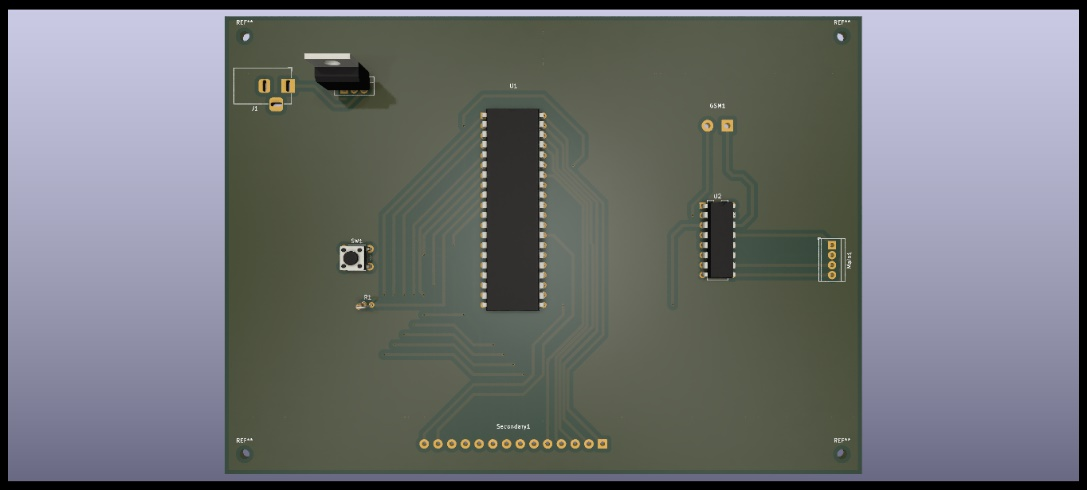 REF**
REF**
J1
U1
GSM1
U2
SW1
R1
Secondary1
REF**
REF**